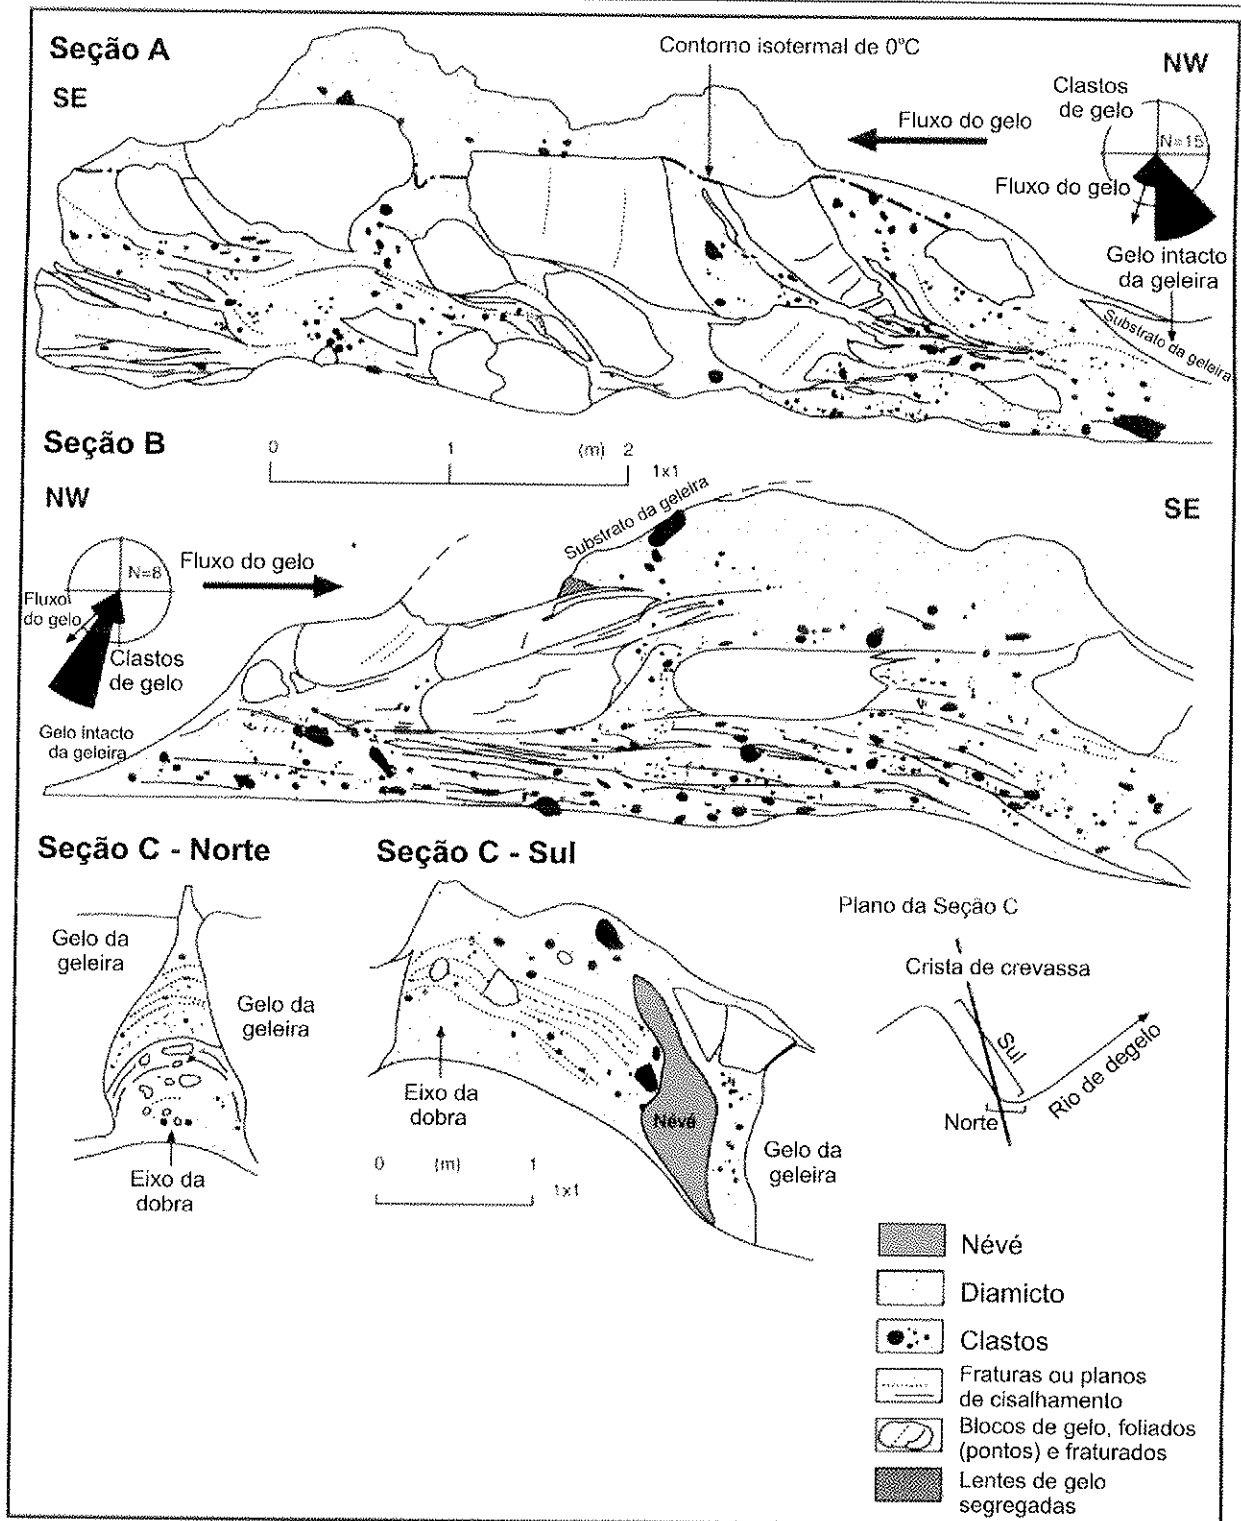 Seção A
SE
Contorno isotermal de 0°C
NW
Clastos
de gelo
Fluxo do gelo
N=15
Fluxo do gelo
Gelo intacto
da geleira
Substrato da geleira
Seção B
0 1 (m) 2
1x1
NW
SE
Substrato da geleira
N=8
Fluxo do gelo
Fluxo
do gelo
Clastos
de gelo
Gelo intacto
da geleira
Seção C - Norte
Seção C - Sul
Plano da Seção C
Gelo da
geleira
Gelo da
geleira
Crista de crevassa
Sul
Rio de degelo
Norte
Eixo da
dobra
Eixo da
dobra
Névé
Gelo da
geleira
0 (m) 1
1x1
Névé
Diamicto
Clastos
Fraturas ou planos
de cisalhamento
Blocos de gelo, foliados
(pontos) e fraturados
Lentes de gelo
segregadas